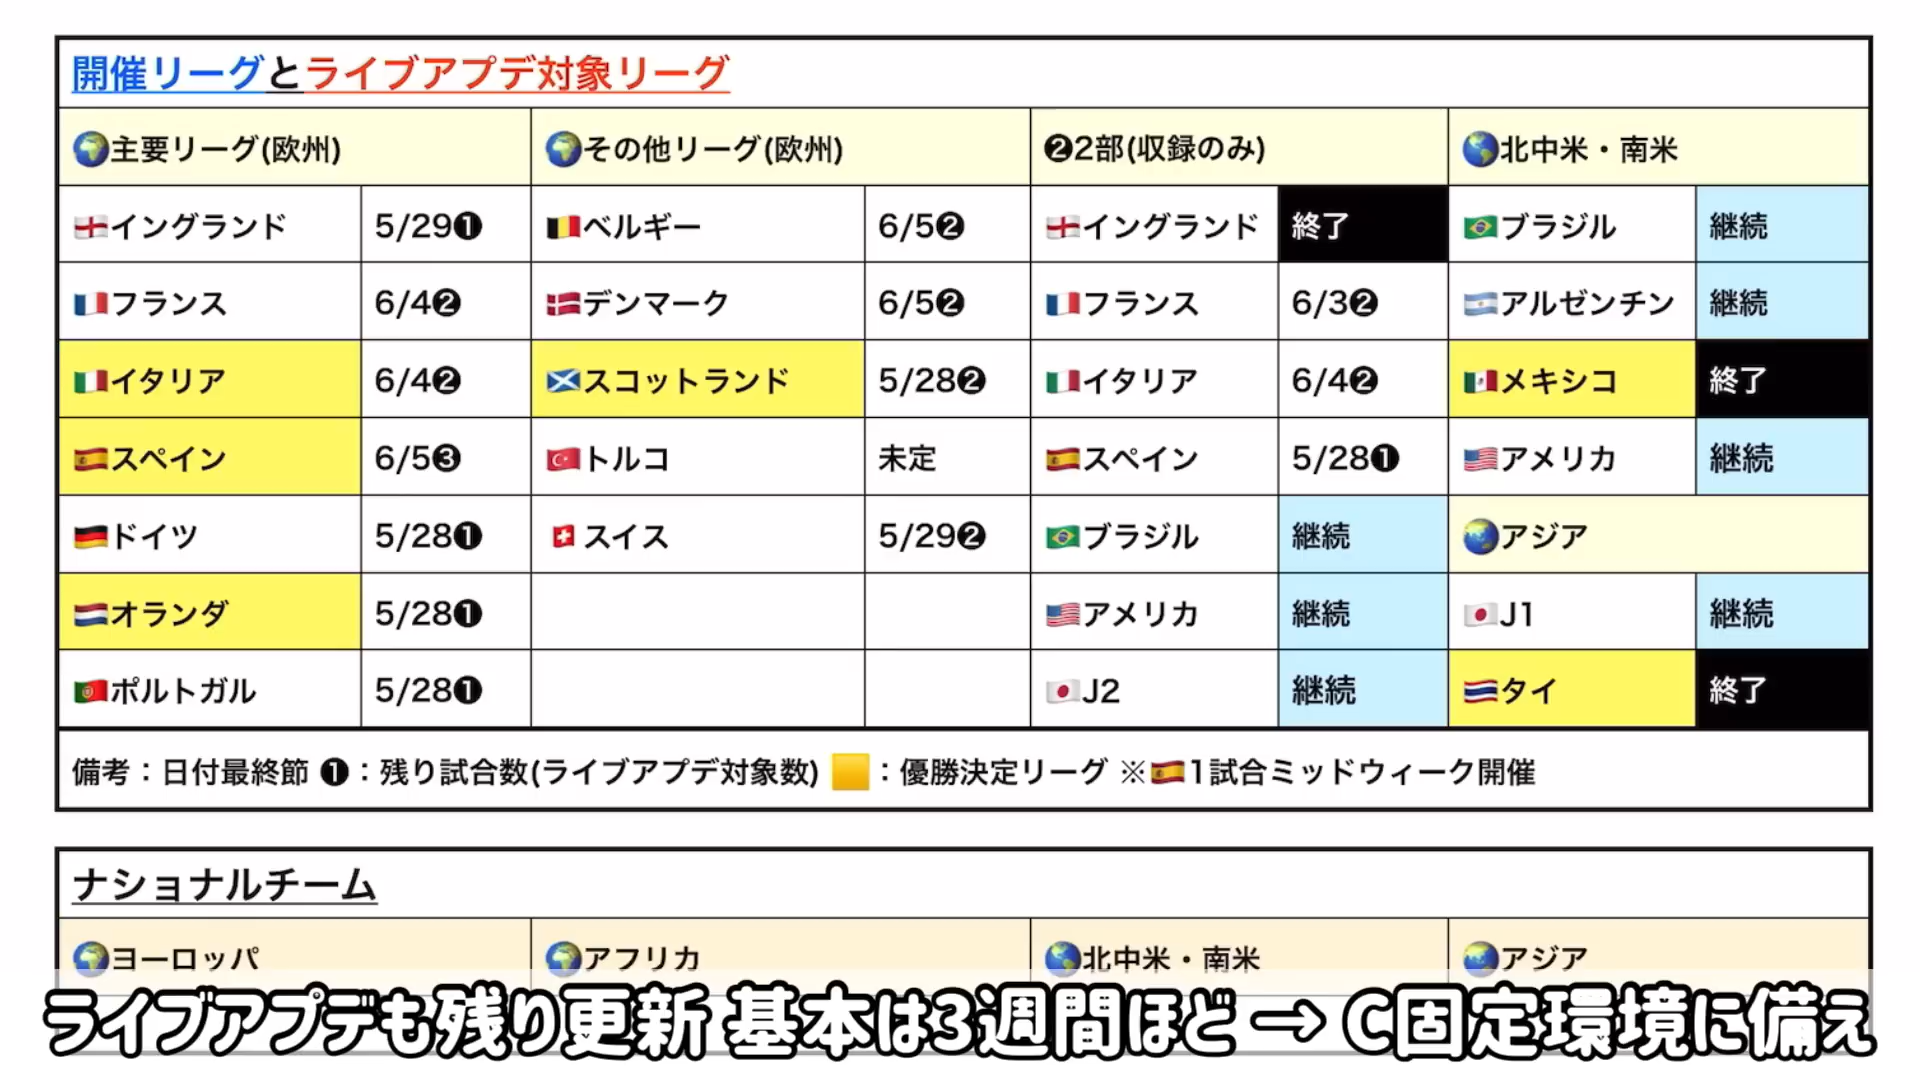 開催リーグとライブアプデ対象リーグ
主要リーグ(欧州) その他リーグ(欧州) ❷2部(収録のみ) 北中米・南米
イングランド 5/29❶ ベルギー 6/5❷ イングランド 終了 ブラジル 継続
フランス 6/4❷ デンマーク 6/5❷ フランス 6/3❷ アルゼンチン 継続
イタリア 6/4❷ スコットランド 5/28❷ イタリア 6/4❷ メキシコ 終了
スペイン 6/5❸ トルコ 未定 スペイン 5/28❶ アメリカ 継続
ドイツ 5/28❶ スイス 5/29❷ ブラジル 継続 アジア
オランダ 5/28❶ アメリカ 継続 J1 継続
ポルトガル 5/28❶ J2 継続 タイ 終了
備考：日付最終節 ❶：残り試合数(ライブアプデ対象数) ：優勝決定リーグ ※1試合ミッドウィーク開催
ナショナルチーム
ヨーロッパ アフリカ 北中米・南米 アジア
ライブアプデも残り更新 基本は3週間ほど→C固定環境に備え